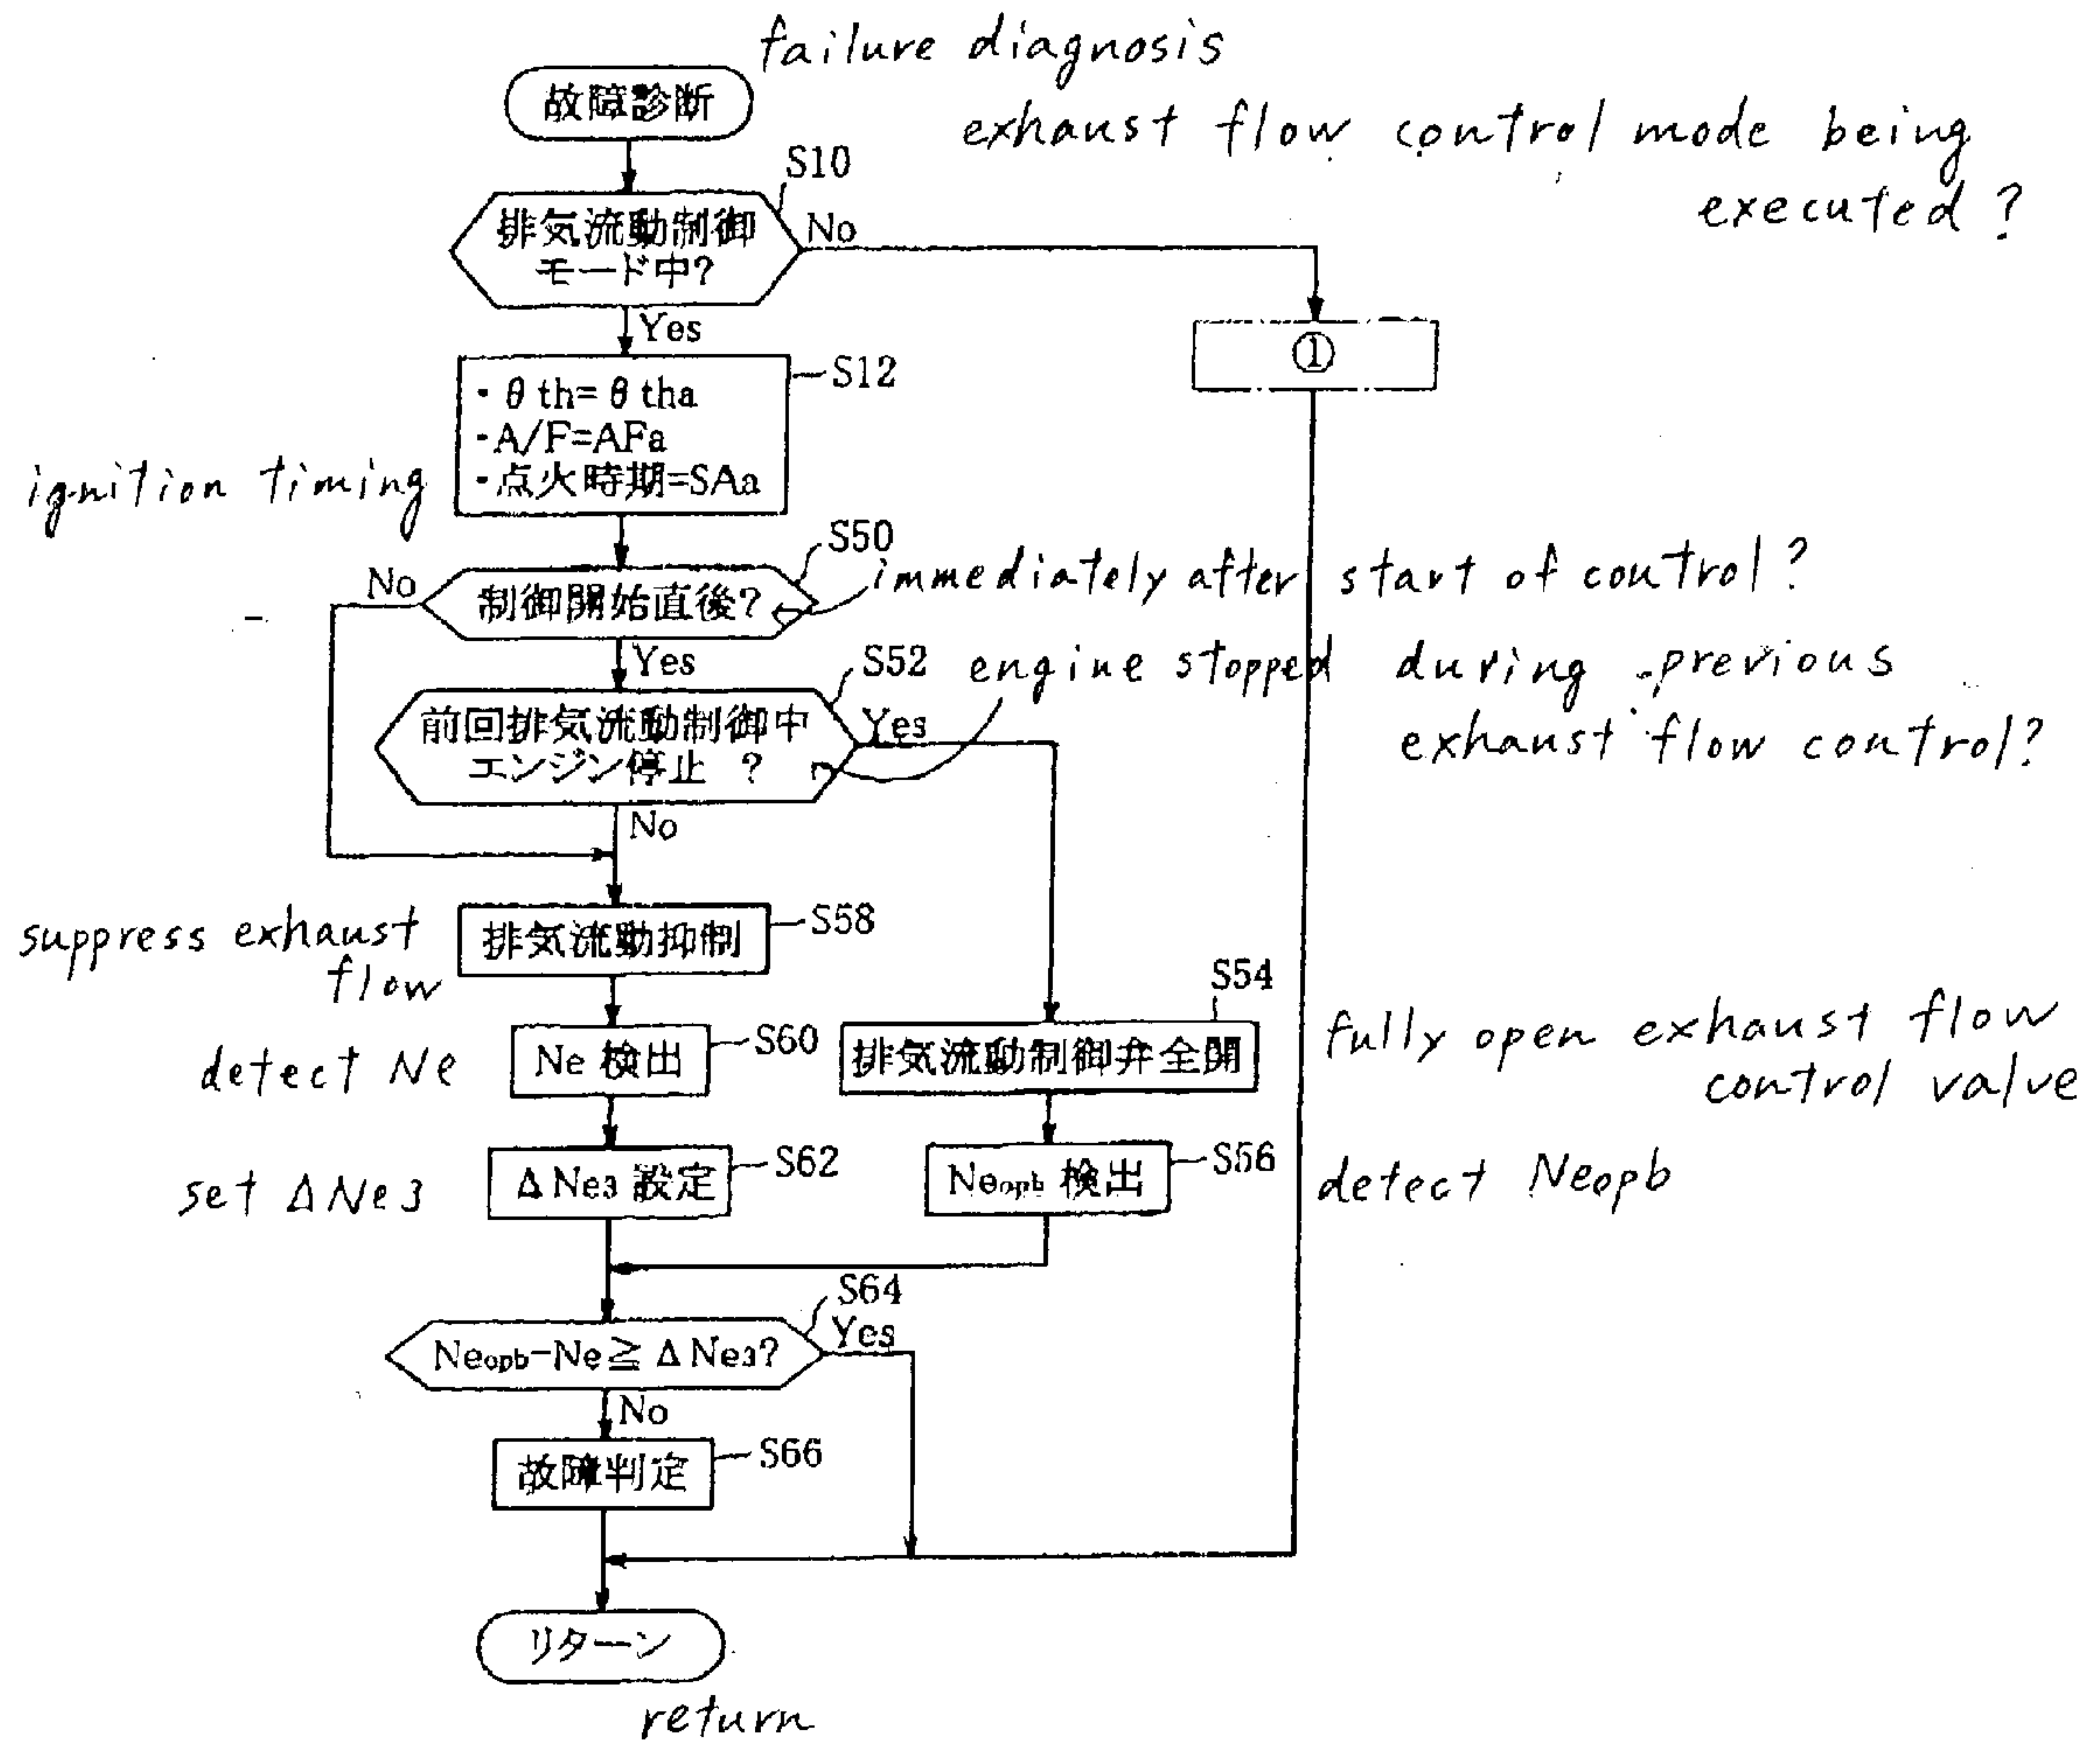 failure diagnosis
故障診断
exhaust flow control mode being
executed?
S10
排気流動制御
モード中?
No
Yes
①
S12
・θth=θtha
・A/F=AFa
・点火時期=SAa
ignition timing
S50
制御開始直後?
No
immediately after start of control?
Yes
S52
engine stopped during previous
exhaust flow control?
前回排気流動制御中
エンジン停止 ?
Yes
No
suppress exhaust
flow
排気流動抑制
S58
S54
detect Ne
Ne 検出
S60
排気流動制御弁全開
fully open exhaust flow
control valve
set ΔNe3
ΔNe3 設定
S62
Neopb 検出
S56
detect Neopb
S64
Neopb-Ne≧ΔNe3?
Yes
No
故障判定
S66
リターン
return